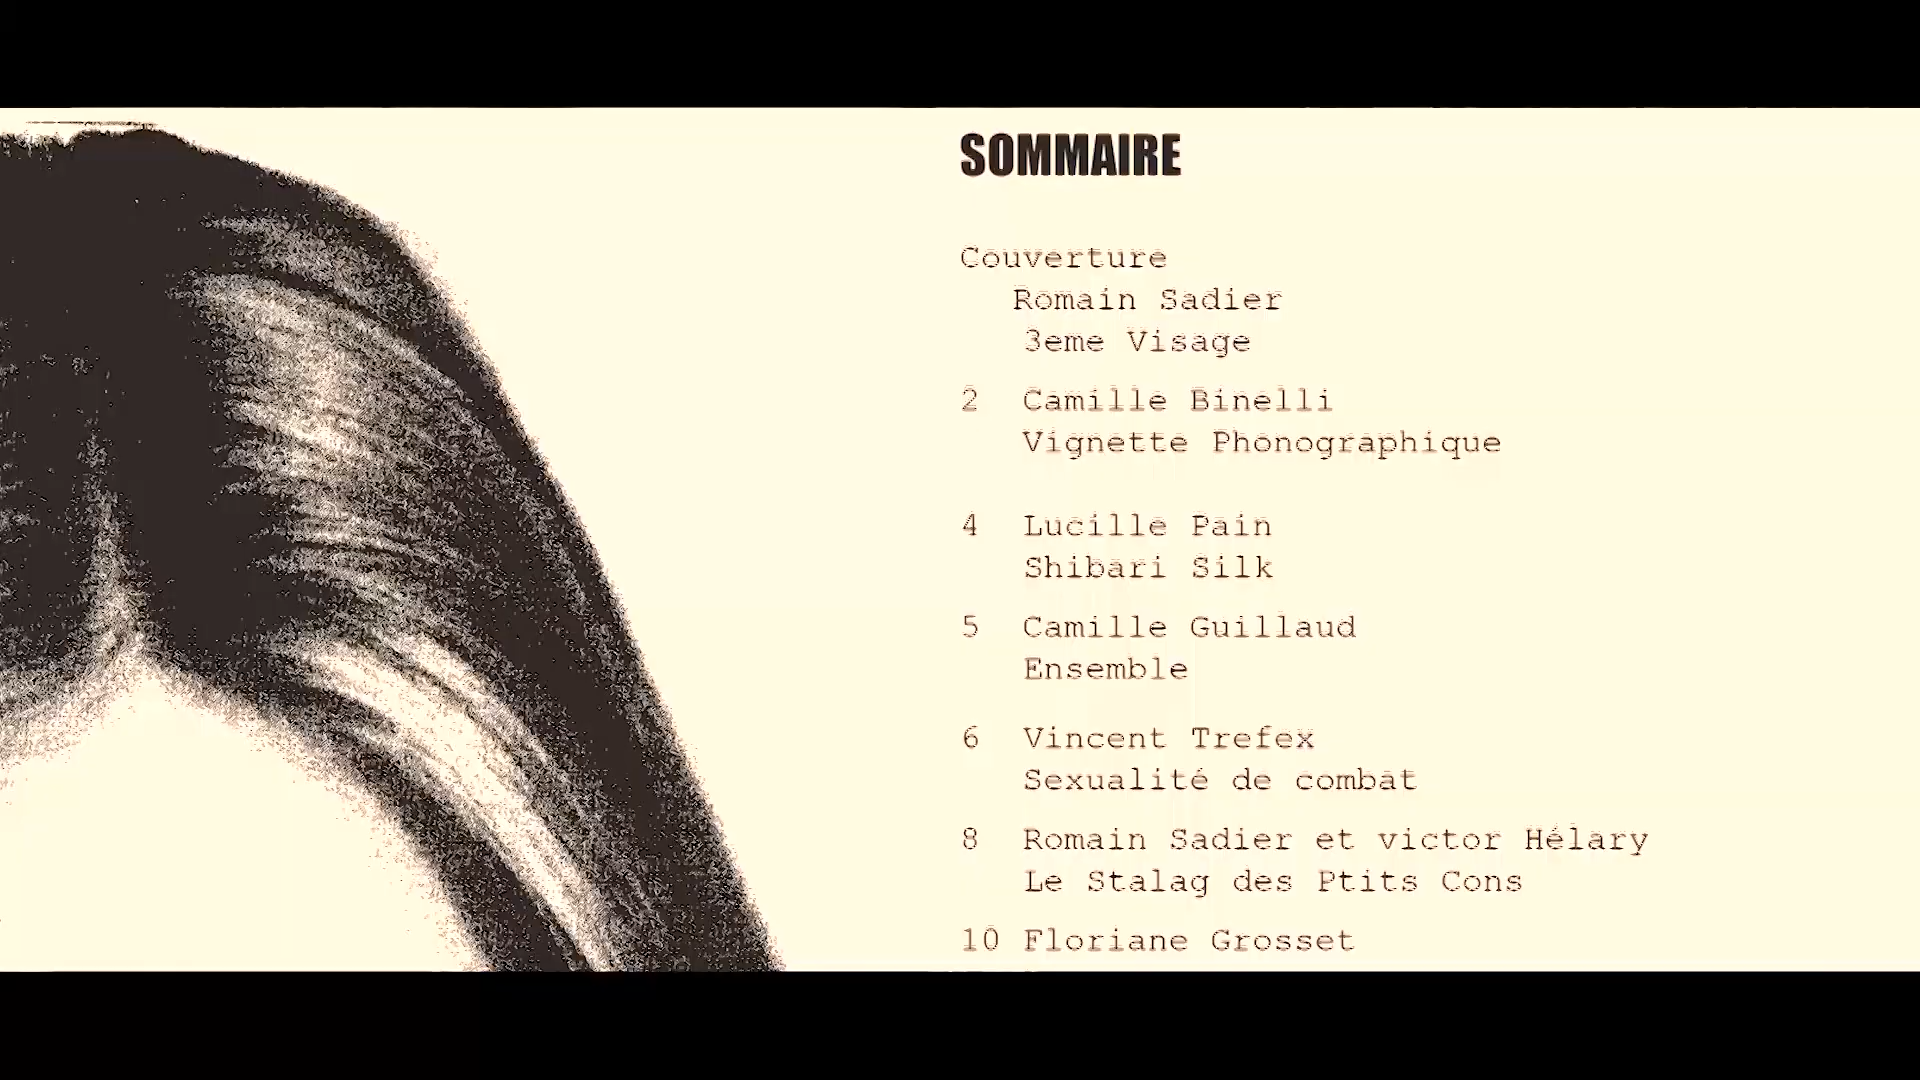 SOMMAIRE
Couverture
Romain Sadier
3eme Visage
2 Camille Binelli
Vignette Phonographique
4 Lucille Pain
Shibari Silk
5 Camille Guillaud
Ensemble
6 Vincent Trefex
Sexualité de combat
8 Romain Sadier et victor Hélary
Le Stalag des Ptits Cons
10 Floriane Grosset